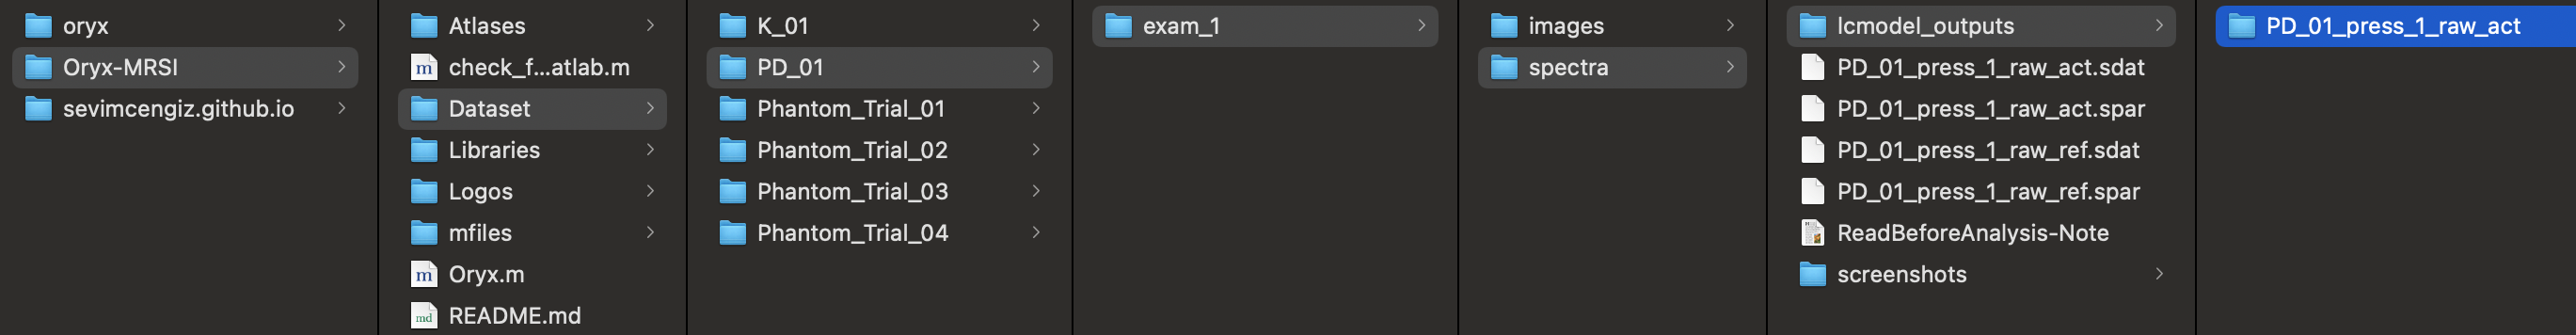 oryx
Oryx-MRSI
sevimcengiz.github.io
Atlases
check_f...atlab.m
Dataset
Libraries
Logos
mfiles
Oryx.m
README.md
K_01
PD_01
Phantom_Trial_01
Phantom_Trial_02
Phantom_Trial_03
Phantom_Trial_04
exam_1
images
spectra
lcmodel_outputs
PD_01_press_1_raw_act.sdat
PD_01_press_1_raw_act.spar
PD_01_press_1_raw_ref.sdat
PD_01_press_1_raw_ref.spar
ReadBeforeAnalysis-Note
screenshots
PD_01_press_1_raw_act